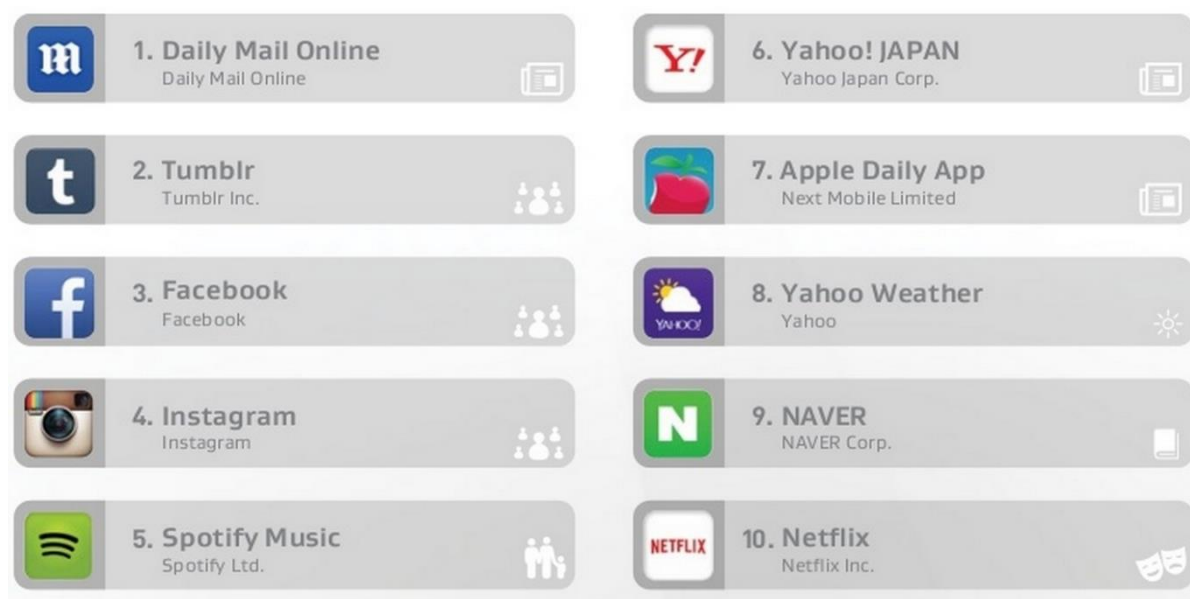 1. Daily Mail Online
Daily Mail Online
2. Tumblr
Tumblr Inc.
3. Facebook
Facebook
4. Instagram
Instagram
5. Spotify Music
Spotify Ltd.
Y!
6. Yahoo! JAPAN
Yahoo Japan Corp.
7. Apple Daily App
Next Mobile Limited
YAHOO!
8. Yahoo Weather
Yahoo
N
9. NAVER
NAVER Corp.
NETFLIX
10. Netflix
Netflix Inc.